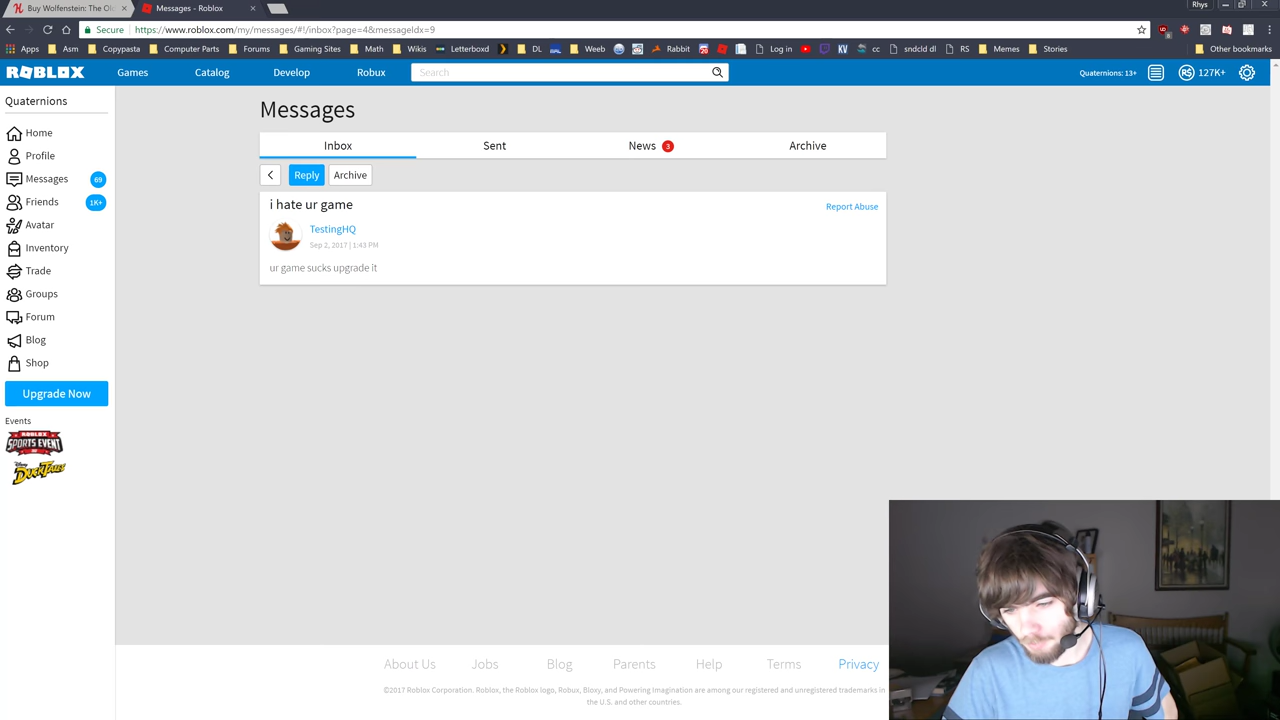 Buy Wolfenstein: The Old
Messages - Roblox
Rhys
Secure
https://www.roblox.com/my/messages/#!/inbox?page=4&messageIdx=9
Apps
Asm
Copypasta
Computer Parts
Forums
Gaming Sites
Math
Wikis
Letterboxd
DL
Weeb
Rabbit
Log in
KV
cc
sndcld dl
RS
Memes
Stories
Other bookmarks
ROBLOX
Games
Catalog
Develop
Robux
Search
Quaternions: 13+
R$
127K+
Quaternions
Home
Profile
Messages 69
Friends 1K+
Avatar
Inventory
Trade
Groups
Forum
Blog
Shop
Upgrade Now
Events
ROBLOX
SPORTS EVENT
DUCKTALES
Messages
Inbox
Sent
News 3
Archive
Reply
Archive
i hate ur game
Report Abuse
TestingHQ
Sep 2, 2017 | 1:43 PM
ur game sucks upgrade it
About Us
Jobs
Blog
Parents
Help
Terms
Privacy
©2017 Roblox Corporation. Roblox, the Roblox logo, Robux, Bloxy, and Powering Imagination are among our registered and unregistered trademarks in
the U.S. and other countries.